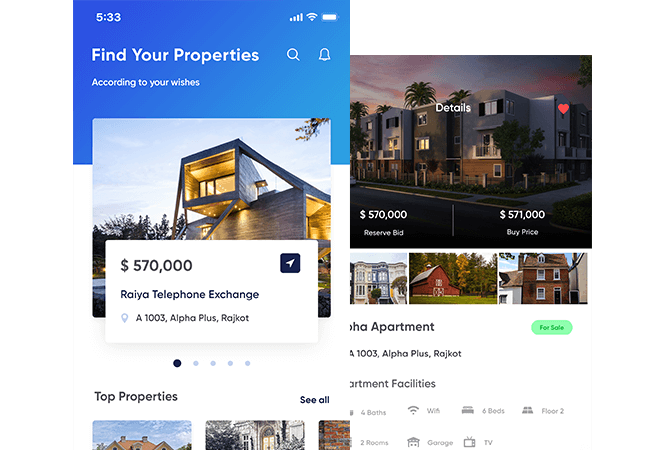 5:33
Find Your Properties
According to your wishes
$ 570,000
Raiya Telephone Exchange
A 1003, Alpha Plus, Rajkot
Top Properties
See all
Details
$ 570,000
Reserve Bid
$ 571,000
Buy Price
Apartment
For Sale
1003, Alpha Plus, Rajkot
Facilities
4 Baths
Wifi
6 Beds
Floor 2
2 Rooms
Garage
TV